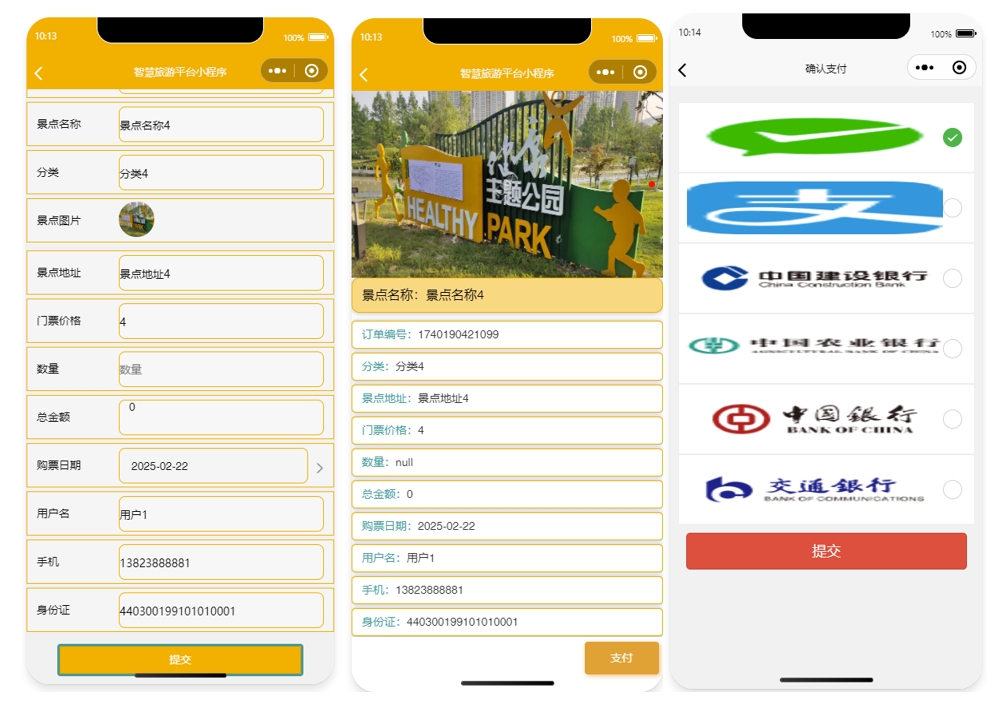 10:13
100%
智慧旅游平台小程序
景点名称
景点名称4
分类
分类4
景点图片
景点地址
景点地址4
门票价格
4
数量
数量
总金额
0
购票日期
2025-02-22
用户名
用户1
手机
13823888881
身份证
440300199101010001
提交
10:13
100%
智慧旅游平台小程序
健康
主题公园
HEALTHY PARK
景点名称：景点名称4
订单编号：1740190421099
分类：分类4
景点地址：景点地址4
门票价格：4
数量：null
总金额：0
购票日期：2025-02-22
用户名：用户1
手机：13823888881
身份证：440300199101010001
支付
10:14
100%
确认支付
中国建设银行
China Construction Bank
中国农业银行
AGRICULTURAL BANK OF CHINA
中国银行
BANK OF CHINA
交通銀行
BANK OF COMMUNICATIONS
提交